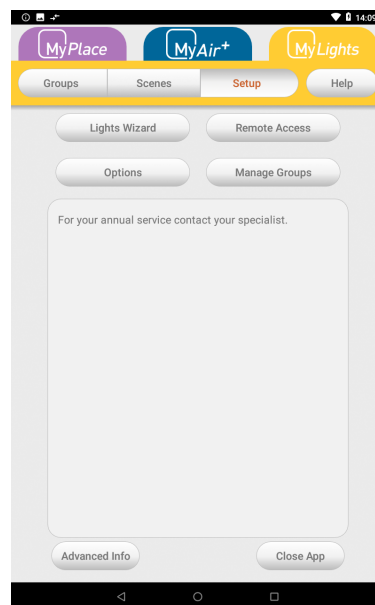 14:09
MyPlace
MyAir+
MyLights
Groups
Scenes
Setup
Help
Lights Wizard
Remote Access
Options
Manage Groups
For your annual service contact your specialist.
Advanced Info
Close App